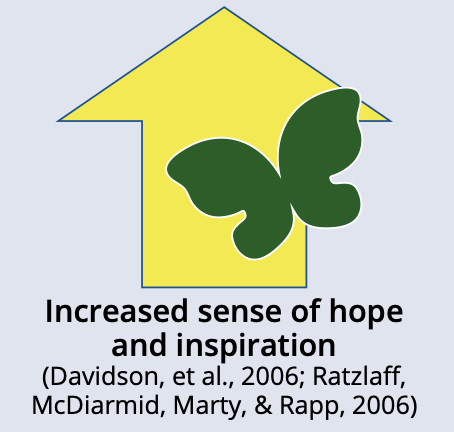 Increased sense of hope
and inspiration
(Davidson, et al., 2006; Ratzlaff,
McDiarmid, Marty, & Rapp, 2006)